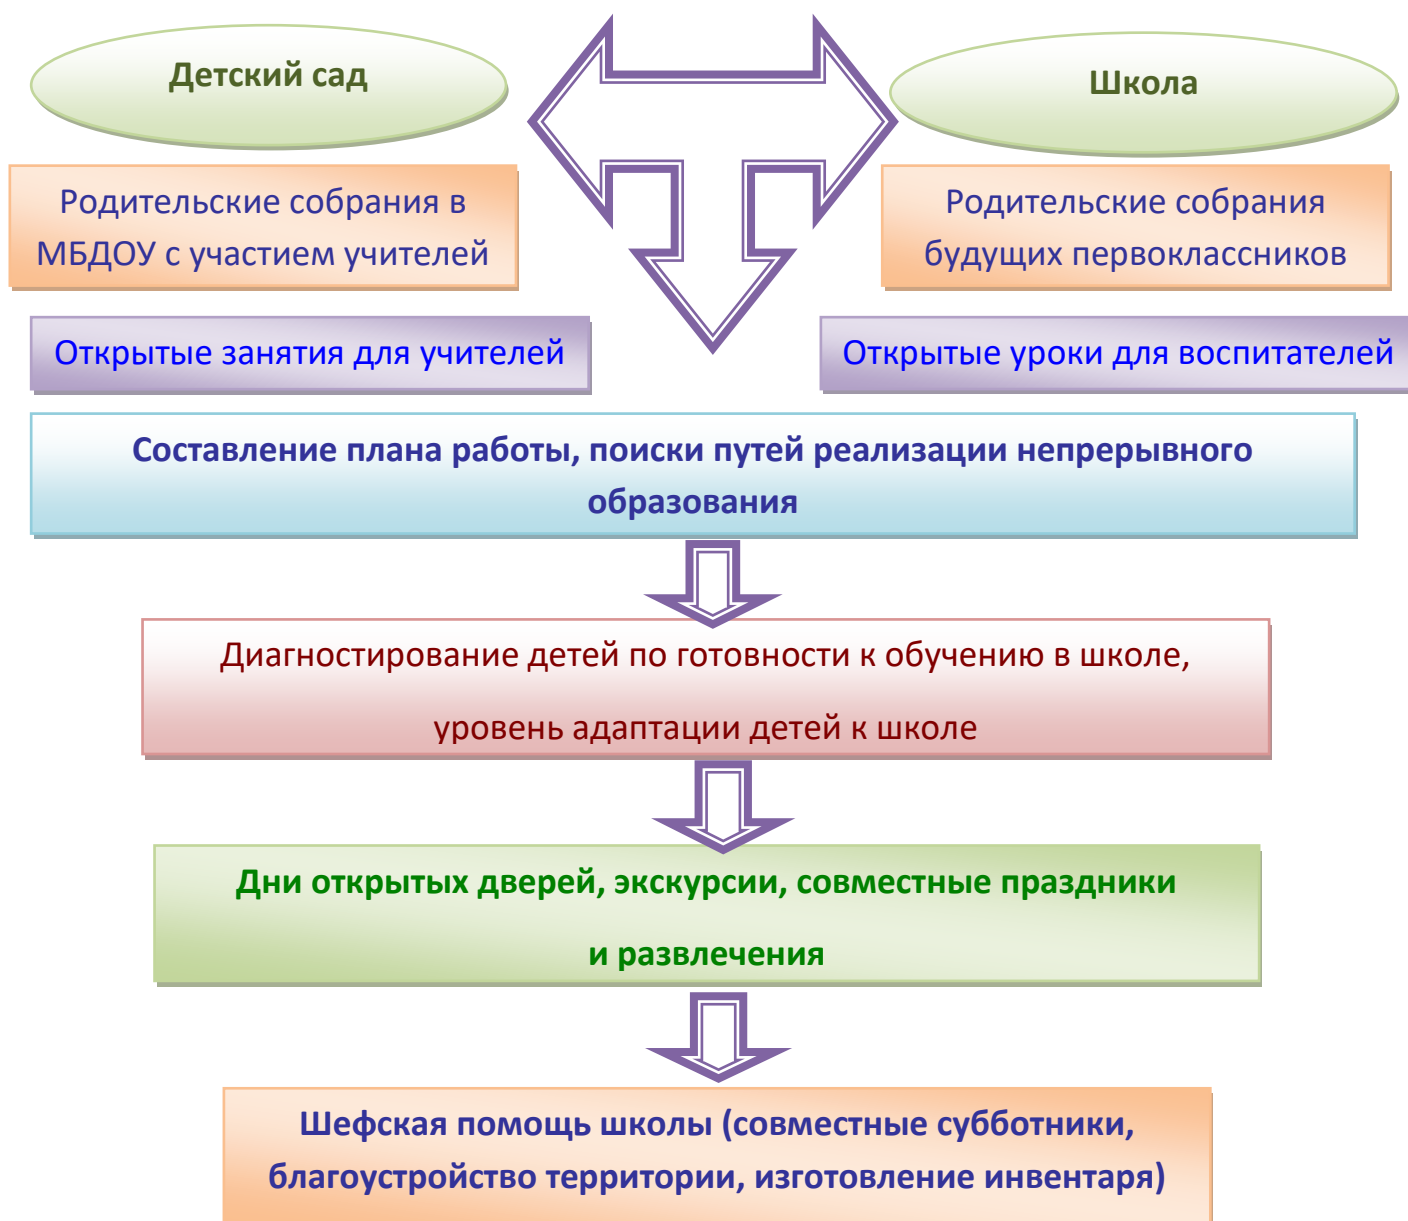 Детский сад
Школа
Родительские собрания в
МБДОУ с участием учителей
Родительские собрания
будущих первоклассников
Открытые занятия для учителей
Открытые уроки для воспитателей
Составление плана работы, поиски путей реализации непрерывного
образования
Диагностирование детей по готовности к обучению в школе,
уровень адаптации детей к школе
Дни открытых дверей, экскурсии, совместные праздники
и развлечения
Шефская помощь школы (совместные субботники,
благоустройство территории, изготовление инвентаря)